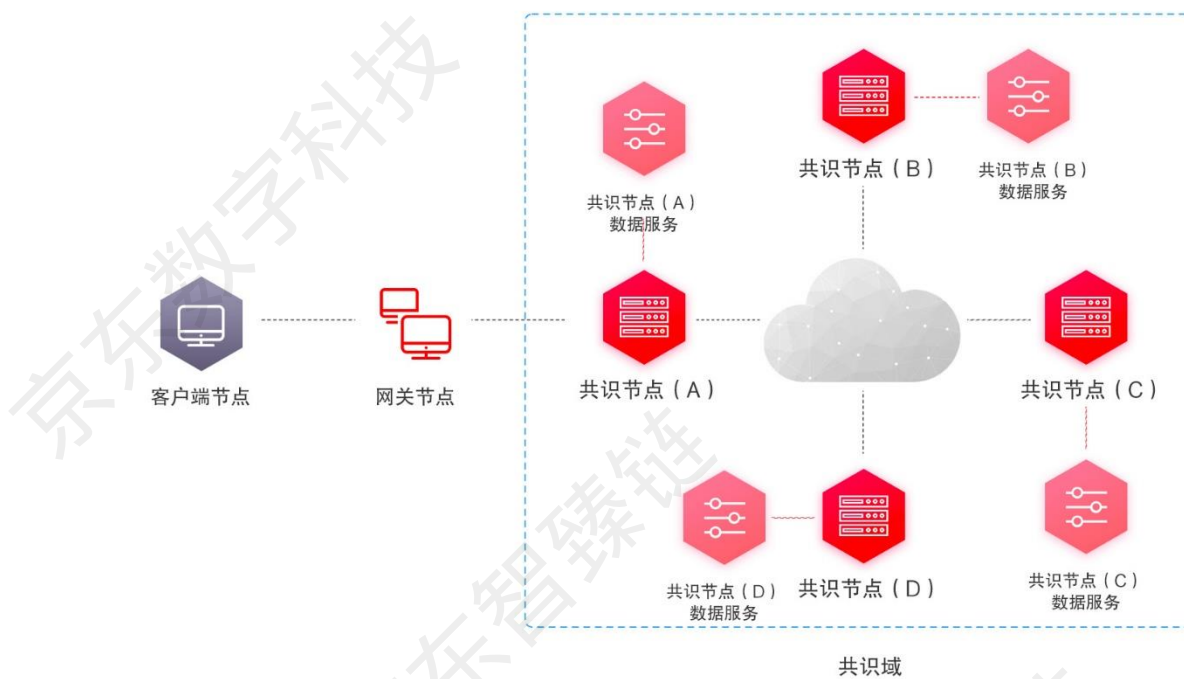 共识节点（B）
共识节点（B）
数据服务
共识节点（A）
数据服务
客户端节点
网关节点
共识节点（A）
共识节点（C）
共识节点（D）
数据服务
共识节点（D）
共识节点（C）
数据服务
共识域
京东数字科技
京东智臻链